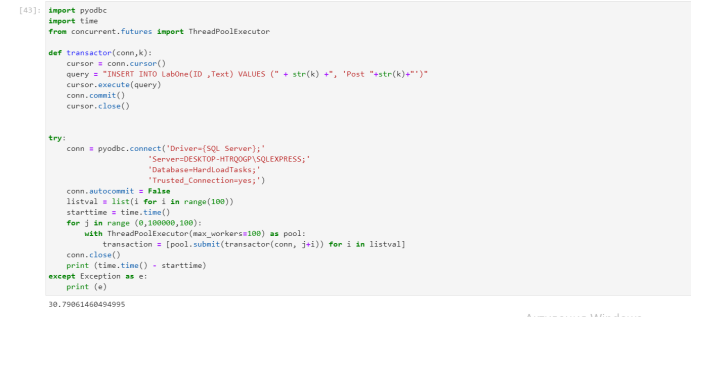 [43]: import pyodbc
import time
from concurrent.futures import ThreadPoolExecutor
def transactor(conn,k):
cursor = conn.cursor()
query = "INSERT INTO LabOne(ID ,Text) VALUES (" + str(k) +", 'Post "+str(k)+"')"
cursor.execute(query)
conn.commit()
cursor.close()
try:
conn = pyodbc.connect('Driver={SQL Server};'
'Server=DESKTOP-HTRQOGP\SQLEXPRESS;'
'Database=HardLoadTasks;'
'Trusted_Connection=yes;')
conn.autocommit = False
listval = list(i for i in range(100))
starttime = time.time()
for j in range (0,100000,100):
with ThreadPoolExecutor(max_workers=100) as pool:
transaction = [pool.submit(transactor(conn, j+i)) for i in listval]
conn.close()
print (time.time() - starttime)
except Exception as e:
print (e)
30.79061460494995